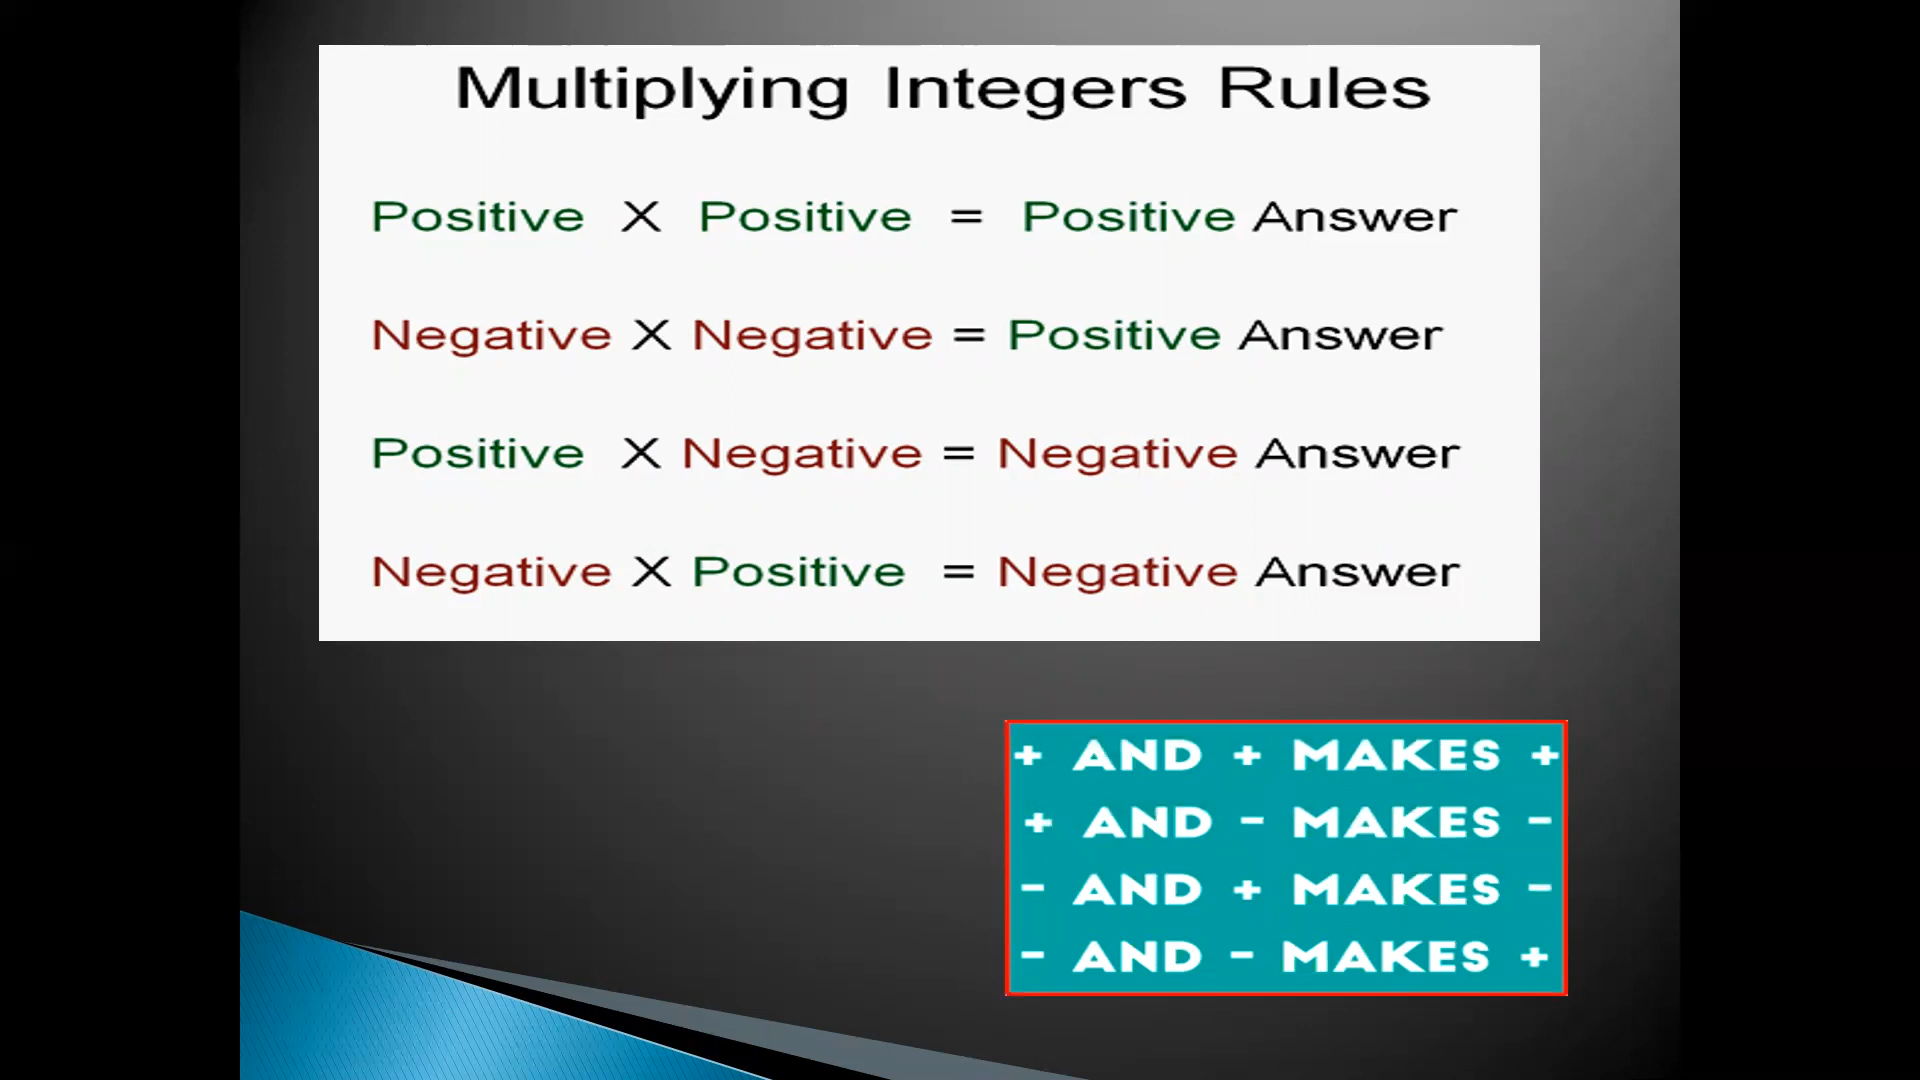 Multiplying Integers Rules
Positive X Positive = Positive Answer
Negative X Negative = Positive Answer
Positive X Negative = Negative Answer
Negative X Positive = Negative Answer
+ AND + MAKES +
+ AND - MAKES -
- AND + MAKES -
- AND - MAKES +